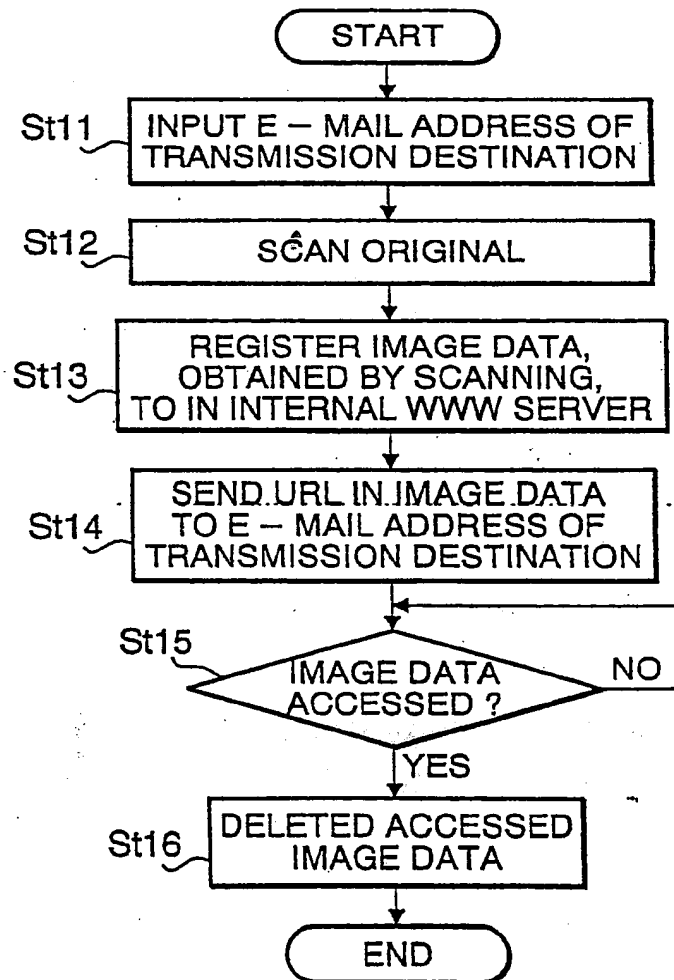 START
St11
INPUT E – MAIL ADDRESS OF
TRANSMISSION DESTINATION
St12
SCAN ORIGINAL
St13
REGISTER IMAGE DATA,
OBTAINED BY SCANNING,
TO IN INTERNAL WWW SERVER
St14
SEND URL IN IMAGE DATA
TO E – MAIL ADDRESS OF
TRANSMISSION DESTINATION
St15
IMAGE DATA
ACCESSED ?
NO
YES
St16
DELETED ACCESSED
IMAGE DATA
END